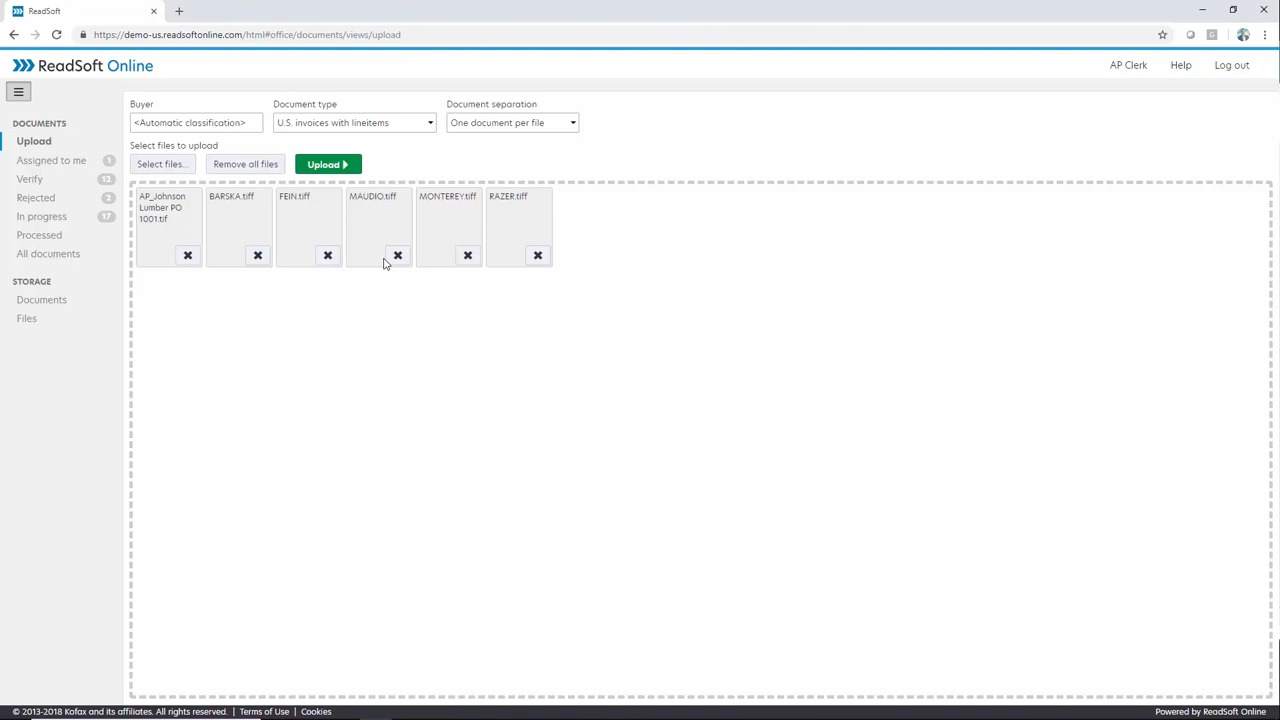 ReadSoft
https://demo-us.readsoftonline.com/html#office/documents/views/upload
ReadSoft Online
AP Clerk Help Log out
DOCUMENTS
Upload
Assigned to me 1
Verify 12
Rejected 2
In progress 17
Processed
All documents
STORAGE
Documents
Files
Buyer Document type Document separation
<Automatic classification> U.S. invoices with lineitems One document per file
Select files to upload
Select files... Remove all files Upload
AP_Johnson
Lumber PO
1001.tif
BARSKA.tiff
FEIN.tiff
MAUDIO.tiff
MONTEREY.tiff
RAZER.tiff
© 2013-2018 Kofax and its affiliates. All rights reserved. | Terms of Use | Cookies
Powered by ReadSoft Online